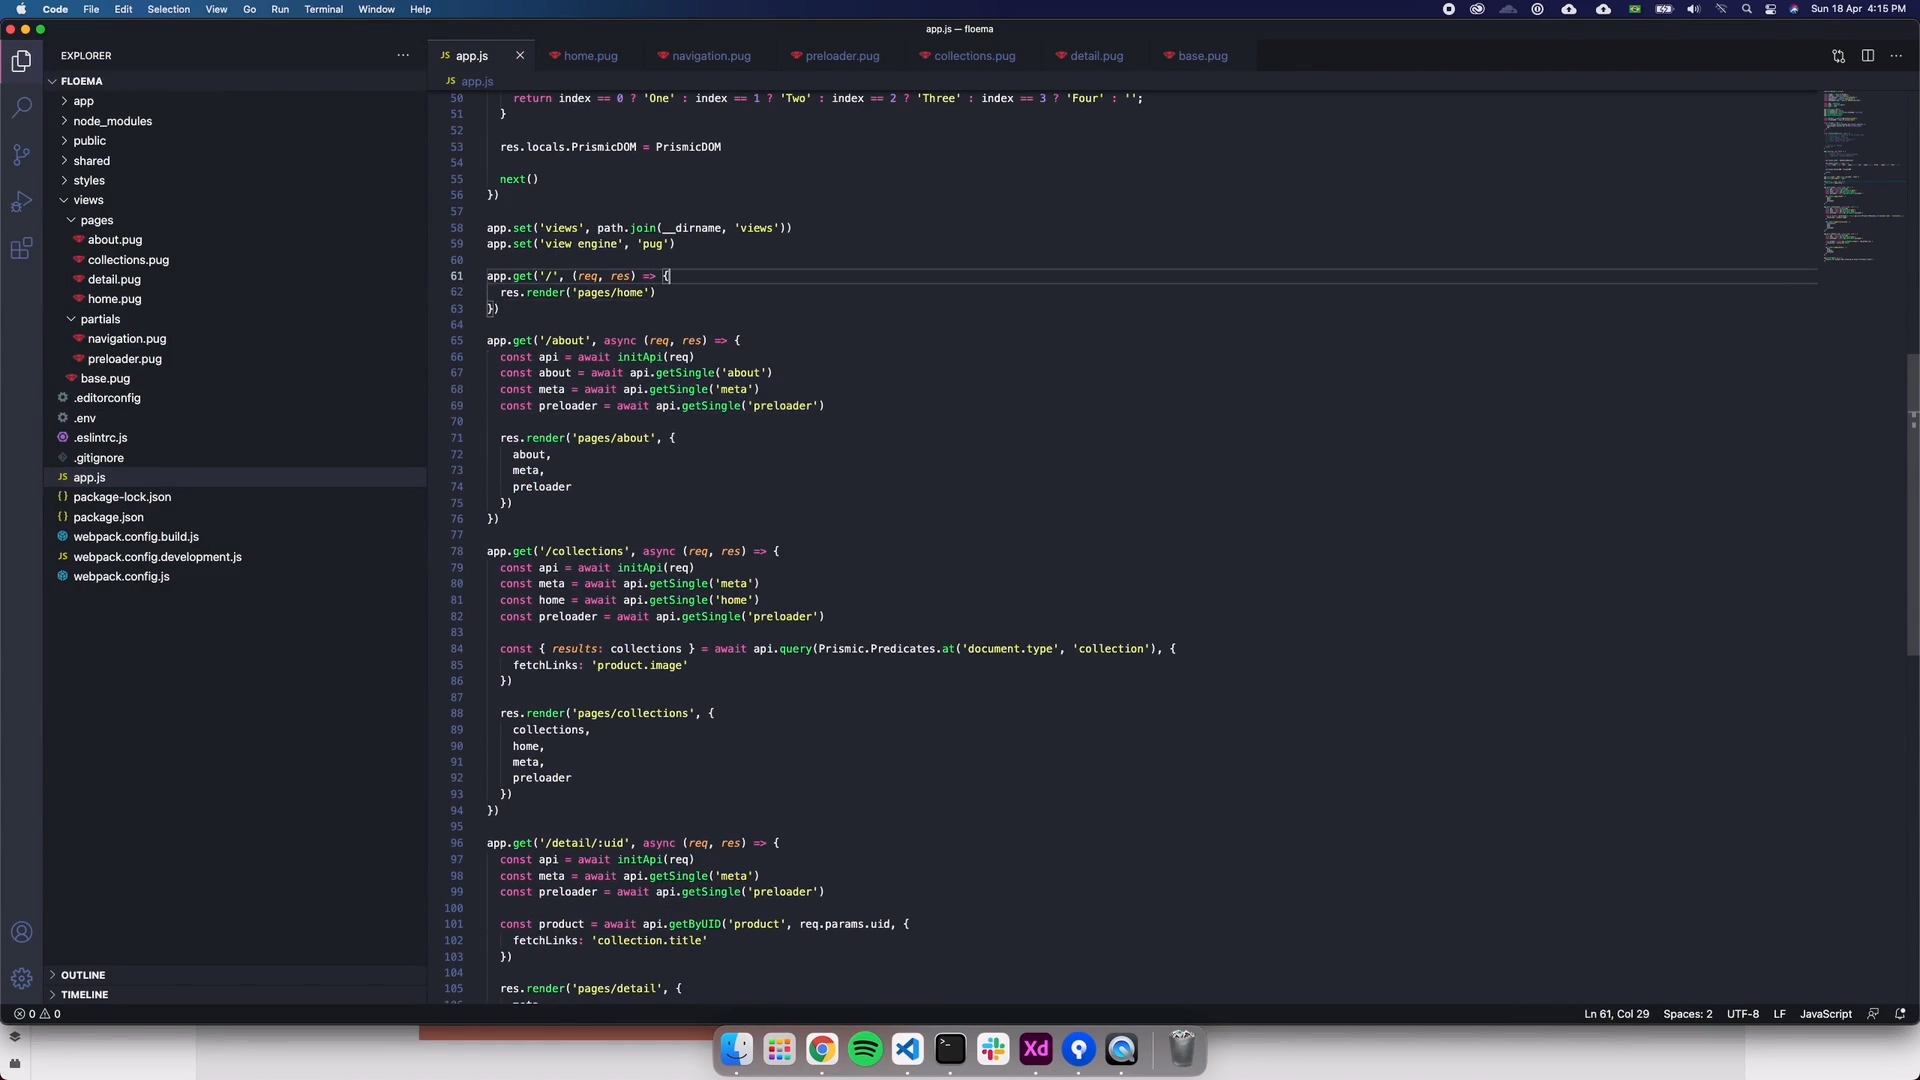 Code File Edit Selection View Go Run Terminal Window Help
Sun 18 Apr 4:15 PM
app.js — floema
EXPLORER
FLOEMA
app
node_modules
public
shared
styles
views
pages
about.pug
collections.pug
detail.pug
home.pug
partials
navigation.pug
preloader.pug
base.pug
.editorconfig
.env
.eslintrc.js
.gitignore
JS app.js
{} package-lock.json
{} package.json
webpack.config.build.js
JS webpack.config.development.js
webpack.config.js
OUTLINE
TIMELINE
JS app.js home.pug navigation.pug preloader.pug collections.pug detail.pug base.pug
JS app.js
50 return index == 0 ? 'One' : index == 1 ? 'Two' : index == 2 ? 'Three' : index == 3 ? 'Four' : '';
51 }
52
53 res.locals.PrismicDOM = PrismicDOM
54
55 next()
56 })
57
58 app.set('views', path.join(__dirname, 'views'))
59 app.set('view engine', 'pug')
60
61 app.get('/', (req, res) => {
62 res.render('pages/home')
63 })
64
65 app.get('/about', async (req, res) => {
66 const api = await initApi(req)
67 const about = await api.getSingle('about')
68 const meta = await api.getSingle('meta')
69 const preloader = await api.getSingle('preloader')
70
71 res.render('pages/about', {
72 about,
73 meta,
74 preloader
75 })
76 })
77
78 app.get('/collections', async (req, res) => {
79 const api = await initApi(req)
80 const meta = await api.getSingle('meta')
81 const home = await api.getSingle('home')
82 const preloader = await api.getSingle('preloader')
83
84 const { results: collections } = await api.query(Prismic.Predicates.at('document.type', 'collection'), {
85 fetchLinks: 'product.image'
86 })
87
88 res.render('pages/collections', {
89 collections,
90 home,
91 meta,
92 preloader
93 })
94 })
95
96 app.get('/detail/:uid', async (req, res) => {
97 const api = await initApi(req)
98 const meta = await api.getSingle('meta')
99 const preloader = await api.getSingle('preloader')
100
101 const product = await api.getByUID('product', req.params.uid, {
102 fetchLinks: 'collection.title'
103 })
104
105 res.render('pages/detail', {
0 0
Ln 61, Col 29 Spaces: 2 UTF-8 LF JavaScript
Xd